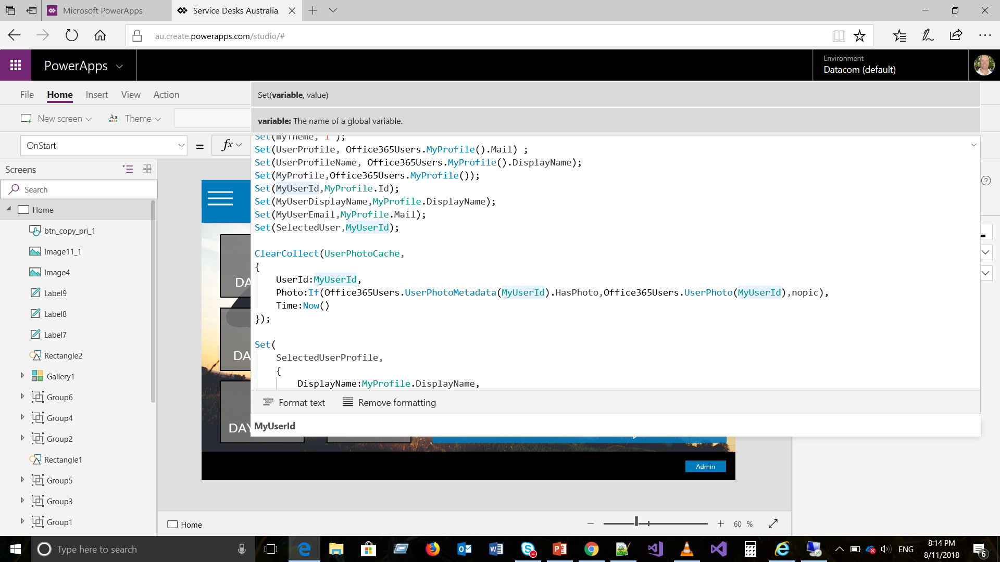 Microsoft PowerApps
Service Desks Australia
au.create.powerapps.com/studio/#
PowerApps
Environment
Datacom (default)
File Home Insert View Action
New screen Theme
Set(variable, value)
variable: The name of a global variable.
OnStart = fx
Set(myTheme, 1 );
Set(UserProfile, Office365Users.MyProfile().Mail) ;
Set(UserProfileName, Office365Users.MyProfile().DisplayName);
Set(MyProfile,Office365Users.MyProfile());
Set(MyUserId,MyProfile.Id);
Set(MyUserDisplayName,MyProfile.DisplayName);
Set(MyUserEmail,MyProfile.Mail);
Set(SelectedUser,MyUserId);
ClearCollect(UserPhotoCache,
{
UserId:MyUserId,
Photo:If(Office365Users.UserPhotoMetadata(MyUserId).HasPhoto,Office365Users.UserPhoto(MyUserId),nopic),
Time:Now()
});
Set(
SelectedUserProfile,
{
DisplayName:MyProfile.DisplayName,
Format text Remove formatting
MyUserId
Screens
Search
Home
btn_copy_pri_1
Image11_1
Image4
Label9
Label8
Label7
Rectangle2
Gallery1
Group6
Group4
Group2
Rectangle1
Group5
Group3
Group1
DA
DA
DAY
Admin
Home
60 %
Type here to search
ENG
8:14 PM
8/11/2018
6